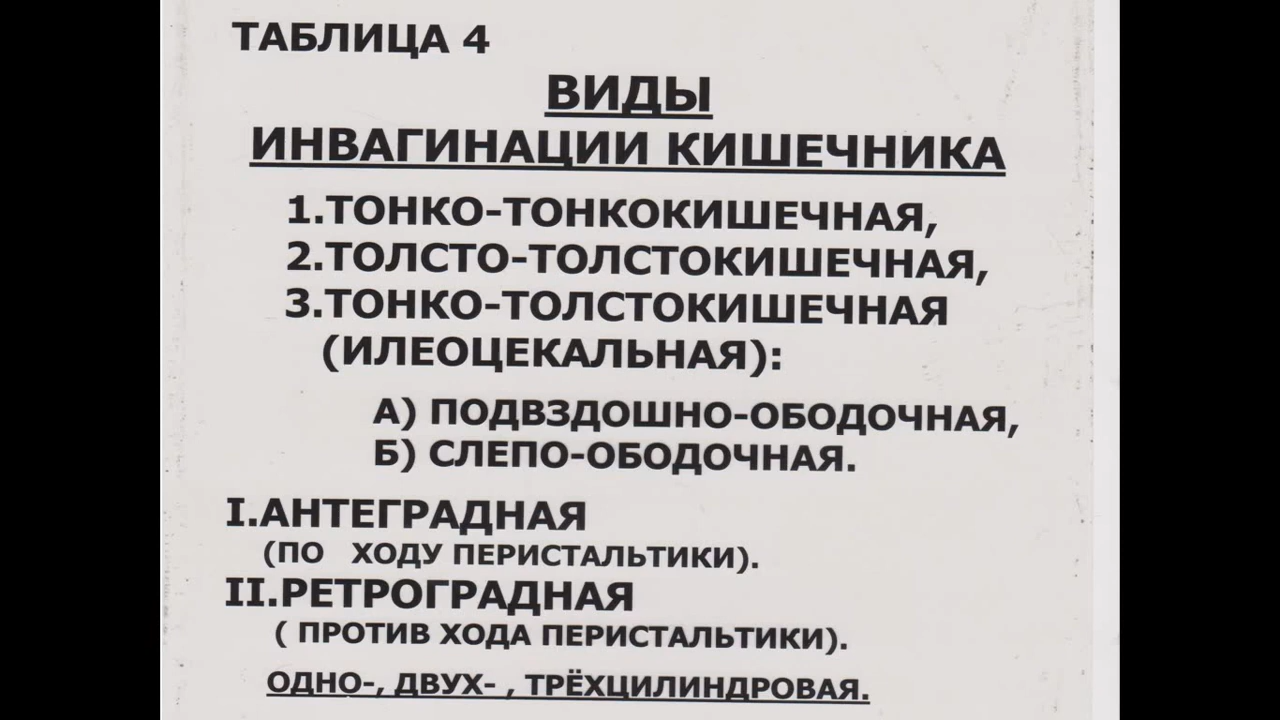 ТАБЛИЦА 4
ВИДЫ
ИНВАГИНАЦИИ КИШЕЧНИКА
1.ТОНКО-ТОНКОКИШЕЧНАЯ,
2.ТОЛСТО-ТОЛСТОКИШЕЧНАЯ,
3.ТОНКО-ТОЛСТОКИШЕЧНАЯ
(ИЛЕОЦЕКАЛЬНАЯ):
А) ПОДВЗДОШНО-ОБОДОЧНАЯ,
Б) СЛЕПО-ОБОДОЧНАЯ.
I.АНТЕГРАДНАЯ
(ПО ХОДУ ПЕРИСТАЛЬТИКИ).
II.РЕТРОГРАДНАЯ
( ПРОТИВ ХОДА ПЕРИСТАЛЬТИКИ).
ОДНО-, ДВУХ- , ТРЁХЦИЛИНДРОВАЯ.